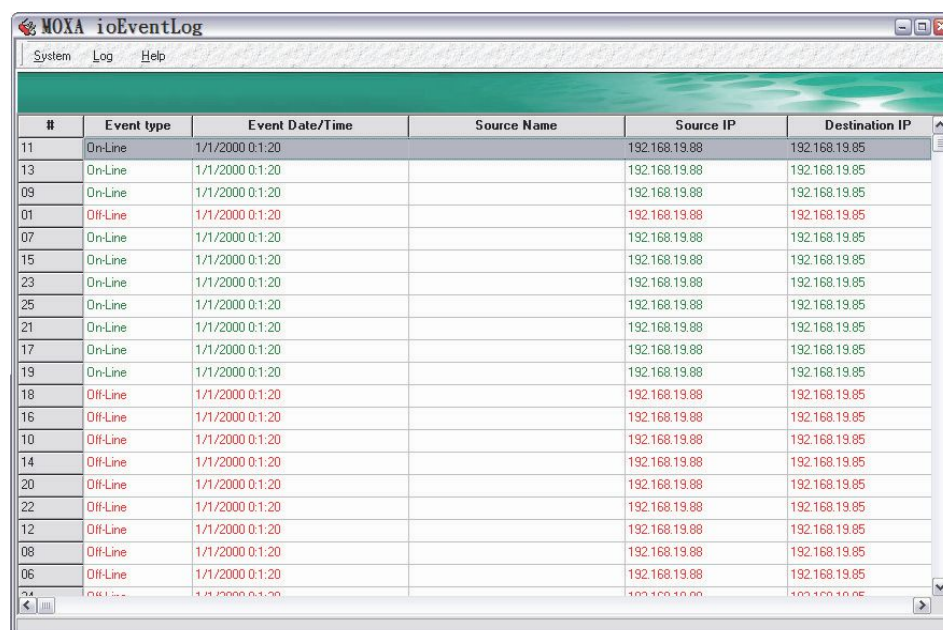 MOXA ioEventLog
System Log Help
# Event type Event Date/Time Source Name Source IP Destination IP
11 On-Line 1/1/2000 0:1:20 192.168.19.88 192.168.19.85
13 On-Line 1/1/2000 0:1:20 192.168.19.88 192.168.19.85
09 On-Line 1/1/2000 0:1:20 192.168.19.88 192.168.19.85
01 Off-Line 1/1/2000 0:1:20 192.168.19.88 192.168.19.85
07 On-Line 1/1/2000 0:1:20 192.168.19.88 192.168.19.85
15 On-Line 1/1/2000 0:1:20 192.168.19.88 192.168.19.85
23 On-Line 1/1/2000 0:1:20 192.168.19.88 192.168.19.85
25 On-Line 1/1/2000 0:1:20 192.168.19.88 192.168.19.85
21 On-Line 1/1/2000 0:1:20 192.168.19.88 192.168.19.85
17 On-Line 1/1/2000 0:1:20 192.168.19.88 192.168.19.85
19 On-Line 1/1/2000 0:1:20 192.168.19.88 192.168.19.85
18 Off-Line 1/1/2000 0:1:20 192.168.19.88 192.168.19.85
16 Off-Line 1/1/2000 0:1:20 192.168.19.88 192.168.19.85
10 Off-Line 1/1/2000 0:1:20 192.168.19.88 192.168.19.85
14 Off-Line 1/1/2000 0:1:20 192.168.19.88 192.168.19.85
20 Off-Line 1/1/2000 0:1:20 192.168.19.88 192.168.19.85
22 Off-Line 1/1/2000 0:1:20 192.168.19.88 192.168.19.85
12 Off-Line 1/1/2000 0:1:20 192.168.19.88 192.168.19.85
08 Off-Line 1/1/2000 0:1:20 192.168.19.88 192.168.19.85
06 Off-Line 1/1/2000 0:1:20 192.168.19.88 192.168.19.85